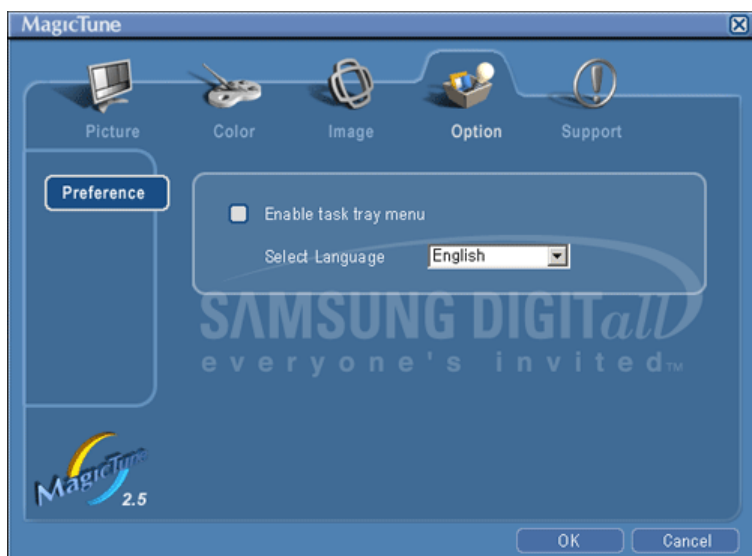 MagicTune
Picture Color Image Option Support
Preference
Enable task tray menu
Select Language English
SAMSUNG DIGITall
everyone's invited™
MagicTune
2.5
OK Cancel